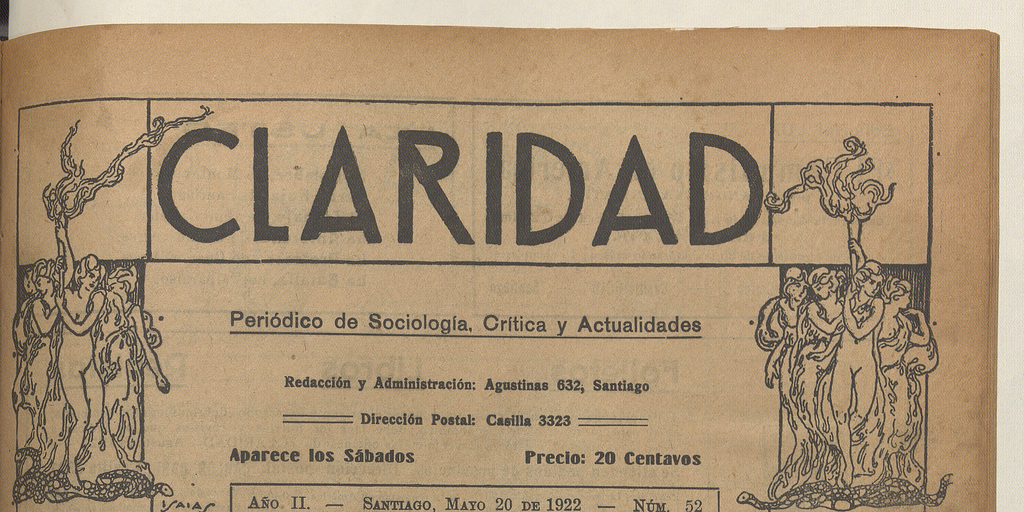 CLARIDAD
Periódico de Sociología, Crítica y Actualidades
Redacción y Administración: Agustinas 632, Santiago
Dirección Postal: Casilla 3323
Aparece los Sábados Precio: 20 Centavos
ISAIAS
AÑO II. — SANTIAGO, MAYO 20 DE 1922 — NÚM. 52